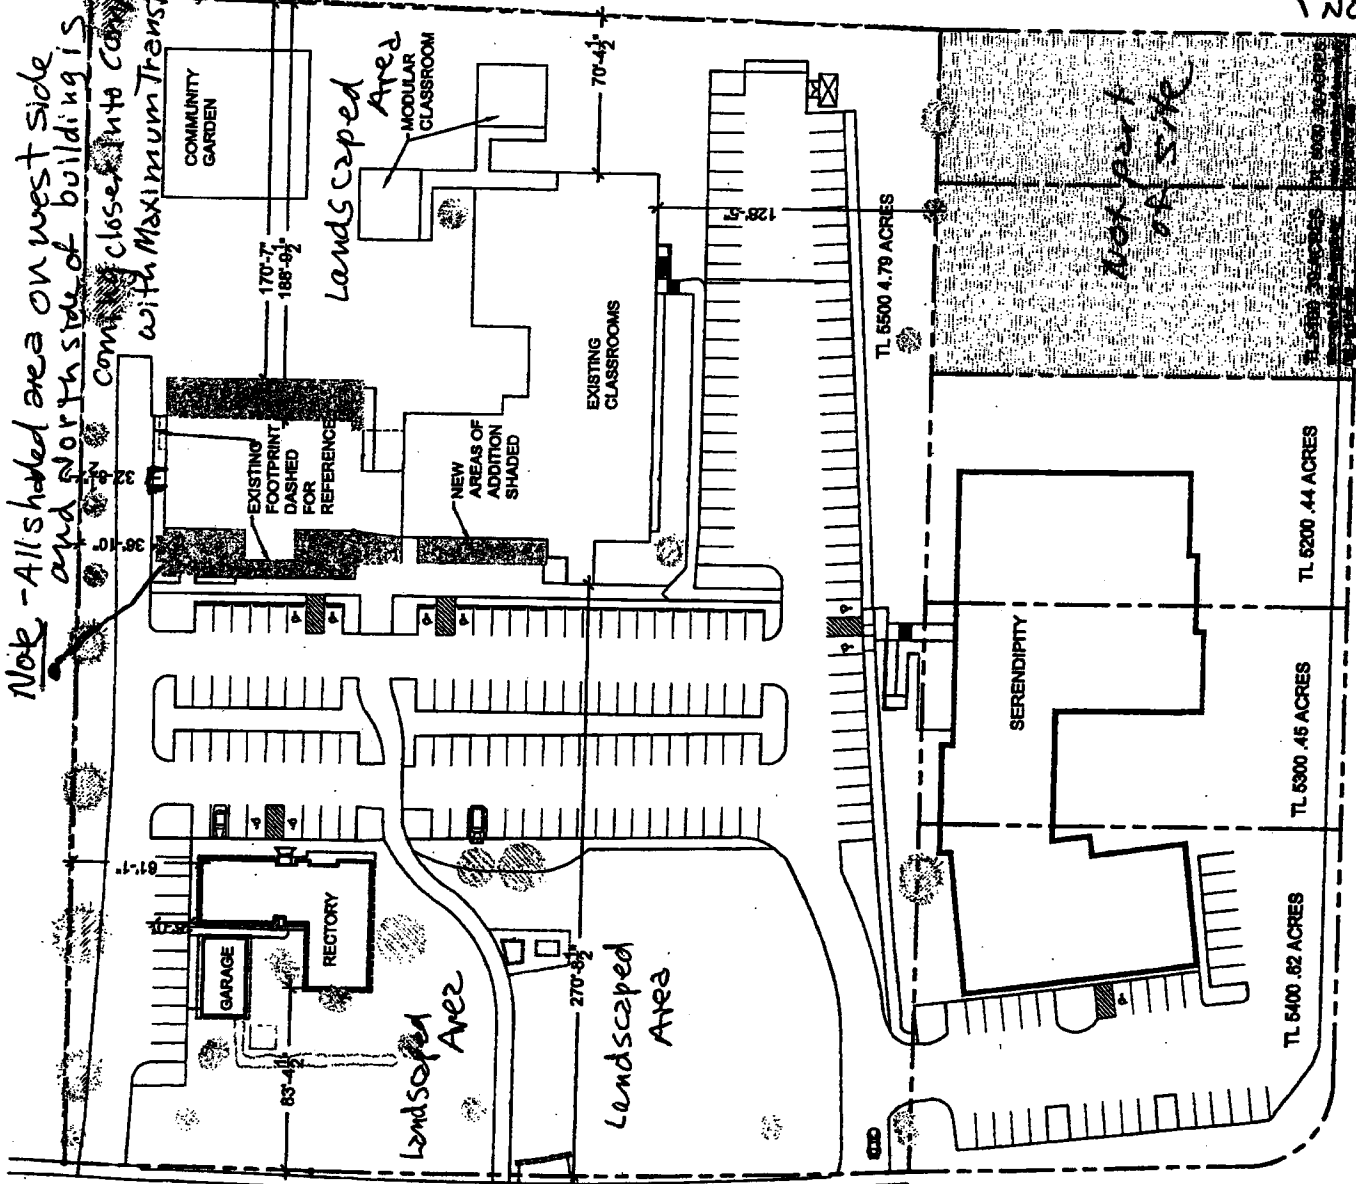 Note - All shaded area on west side
and North side of building is
coming closer into
with Maximum Trans
COMMUNITY
GARDEN
Landscaped
Area
MODULAR
CLASSROOM
70'-4½"
170'-7"
188'-9½"
128'-5"
TL 5500 4.79 ACRES
Not part
of site
EXISTING
CLASSROOMS
EXISTING
FOOTPRINT
DASHED
FOR
REFERENCE
NEW
AREAS OF
ADDITION
SHADED
36'-10"
SERENDIPITY
TL 5200 .44 ACRES
TL 5300 .45 ACRES
TL 5400 .62 ACRES
61'-1"
GARAGE
RECTORY
83'-4½"
270'-8½"
Landscaped
Area
Landscaped
Area